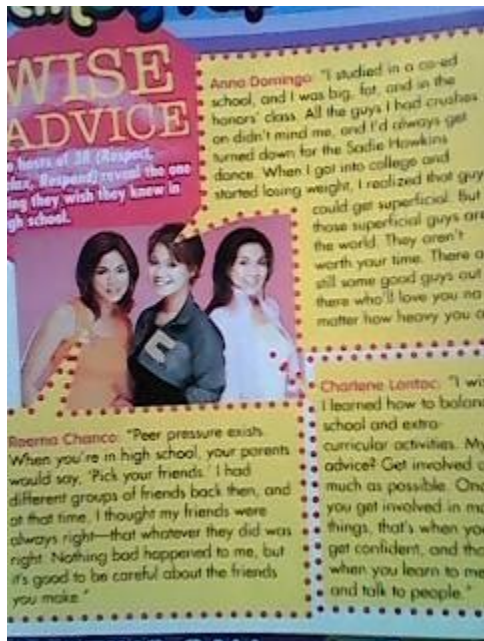 WISE
ADVICE
hosts of 3R (Respect,
Relax, Respond) reveal the one
thing they wish they knew in
high school.
Anna Domingo: "I studied in a co-ed
school, and I was big, fat, and in the
honors' class. All the guys I had crushes
on didn't mind me, and I'd always get
turned down for the Sadie Hawkins
dance. When I got into college and
started losing weight, I realized that guy
could get superficial. But
those superficial guys are
the world. They aren't
worth your time. There a
still some good guys out
there who'll love you no
matter how heavy you a
Reema Chanco: "Peer pressure exists.
When you're in high school, your parents
would say, 'Pick your friends.' I had
different groups of friends back then, and
at that time, I thought my friends were
always right—that whatever they did was
right. Nothing bad happened to me, but
it's good to be careful about the friends
you make."
Charlene Lontoc: "I wi
I learned how to balan
school and extra-
curricular activities. My
advice? Get involved a
much as possible. Onc
you get involved in ma
things, that's when you
get confident, and tha
when you learn to me
and talk to people."